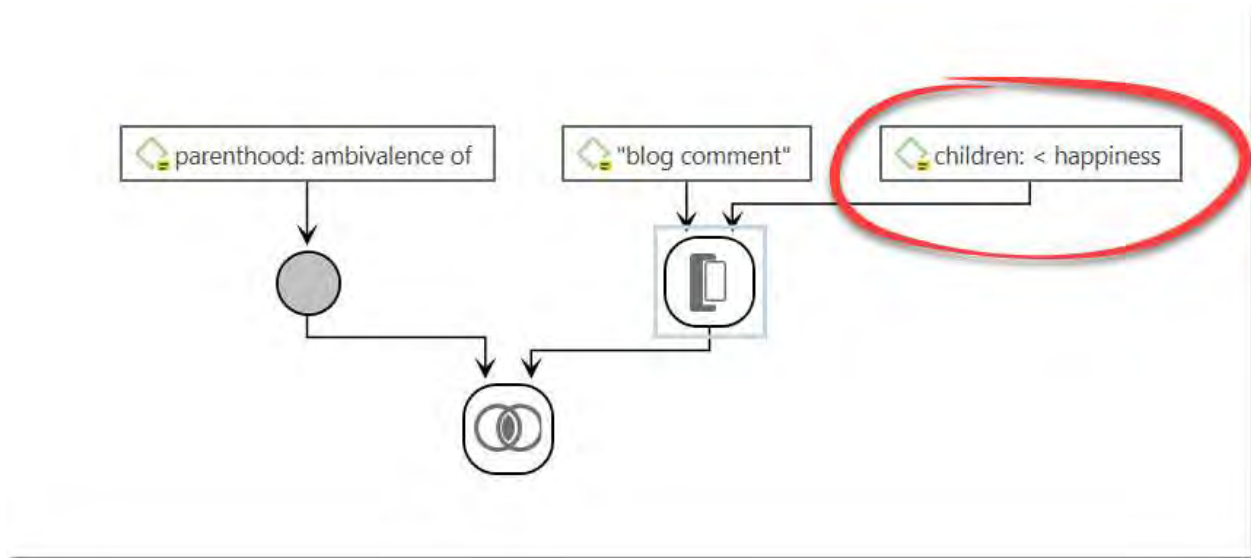 parenthood: ambivalence of
"blog comment"
children: < happiness